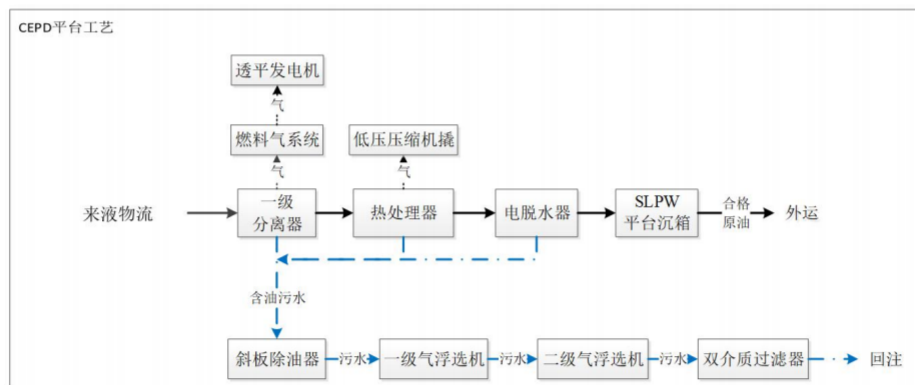 CEPD平台工艺
透平发电机
气
燃料气系统
低压压缩机撬
气
气
来液物流
一级
分离器
热处理器
电脱水器
SLPW
平台沉箱
合格
原油
外运
含油污水
斜板除油器
污水
一级气浮选机
污水
二级气浮选机
污水
双介质过滤器
回注